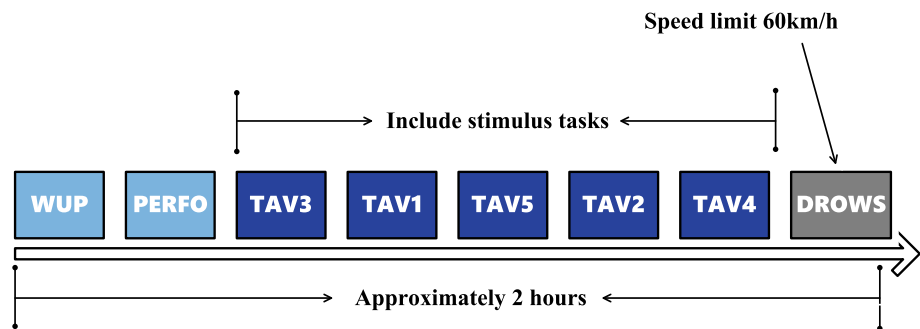 Speed limit 60km/h
Include stimulus tasks
WUP PERFO TAV3 TAV1 TAV5 TAV2 TAV4 DROWS
Approximately 2 hours